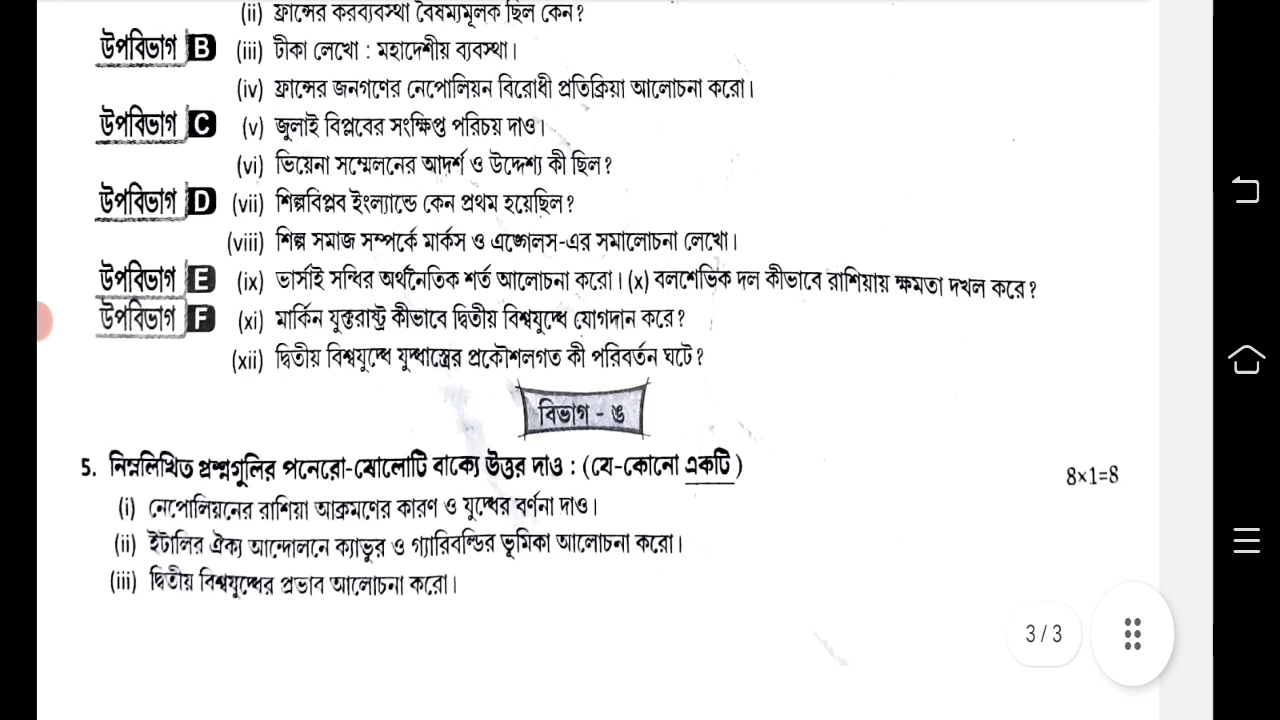 (ii) ফ্রান্সের করব্যবস্থা বৈষম্যমূলক ছিল কেন?
উপবিভাগ B (iii) টীকা লেখো : মহাদেশীয় ব্যবস্থা।
(iv) ফ্রান্সের জনগণের নেপোলিয়ন বিরোধী প্রতিক্রিয়া আলোচনা করো।
উপবিভাগ C (v) জুলাই বিপ্লবের সংক্ষিপ্ত পরিচয় দাও।
(vi) ভিয়েনা সম্মেলনের আদর্শ ও উদ্দেশ্য কী ছিল?
উপবিভাগ D (vii) শিল্পবিপ্লব ইংল্যান্ডে কেন প্রথম হয়েছিল?
(viii) শিল্প সমাজ সম্পর্কে মার্কস ও এঙ্গেলস-এর সমালোচনা লেখো।
উপবিভাগ E (ix) ভার্সাই সন্ধির অর্থনৈতিক শর্ত আলোচনা করো। (x) বলশেভিক দল কীভাবে রাশিয়ায় ক্ষমতা দখল করে?
উপবিভাগ F (xi) মার্কিন যুক্তরাষ্ট্র কীভাবে দ্বিতীয় বিশ্বযুদ্ধে যোগদান করে?
(xii) দ্বিতীয় বিশ্বযুদ্ধে যুদ্ধাস্ত্রের প্রকৌশলগত কী পরিবর্তন ঘটে?
বিভাগ - ঙ
5. নিম্নলিখিত প্রশ্নগুলির পনেরো-ষোলোটি বাক্যে উত্তর দাও : (যে-কোনো একটি) 8×1=8
(i) নেপোলিয়নের রাশিয়া আক্রমণের কারণ ও যুদ্ধের বর্ণনা দাও।
(ii) ইটালির ঐক্য আন্দোলনে ক্যাভুর ও গ্যারিবল্ডির ভূমিকা আলোচনা করো।
(iii) দ্বিতীয় বিশ্বযুদ্ধের প্রভাব আলোচনা করো।
3 / 3